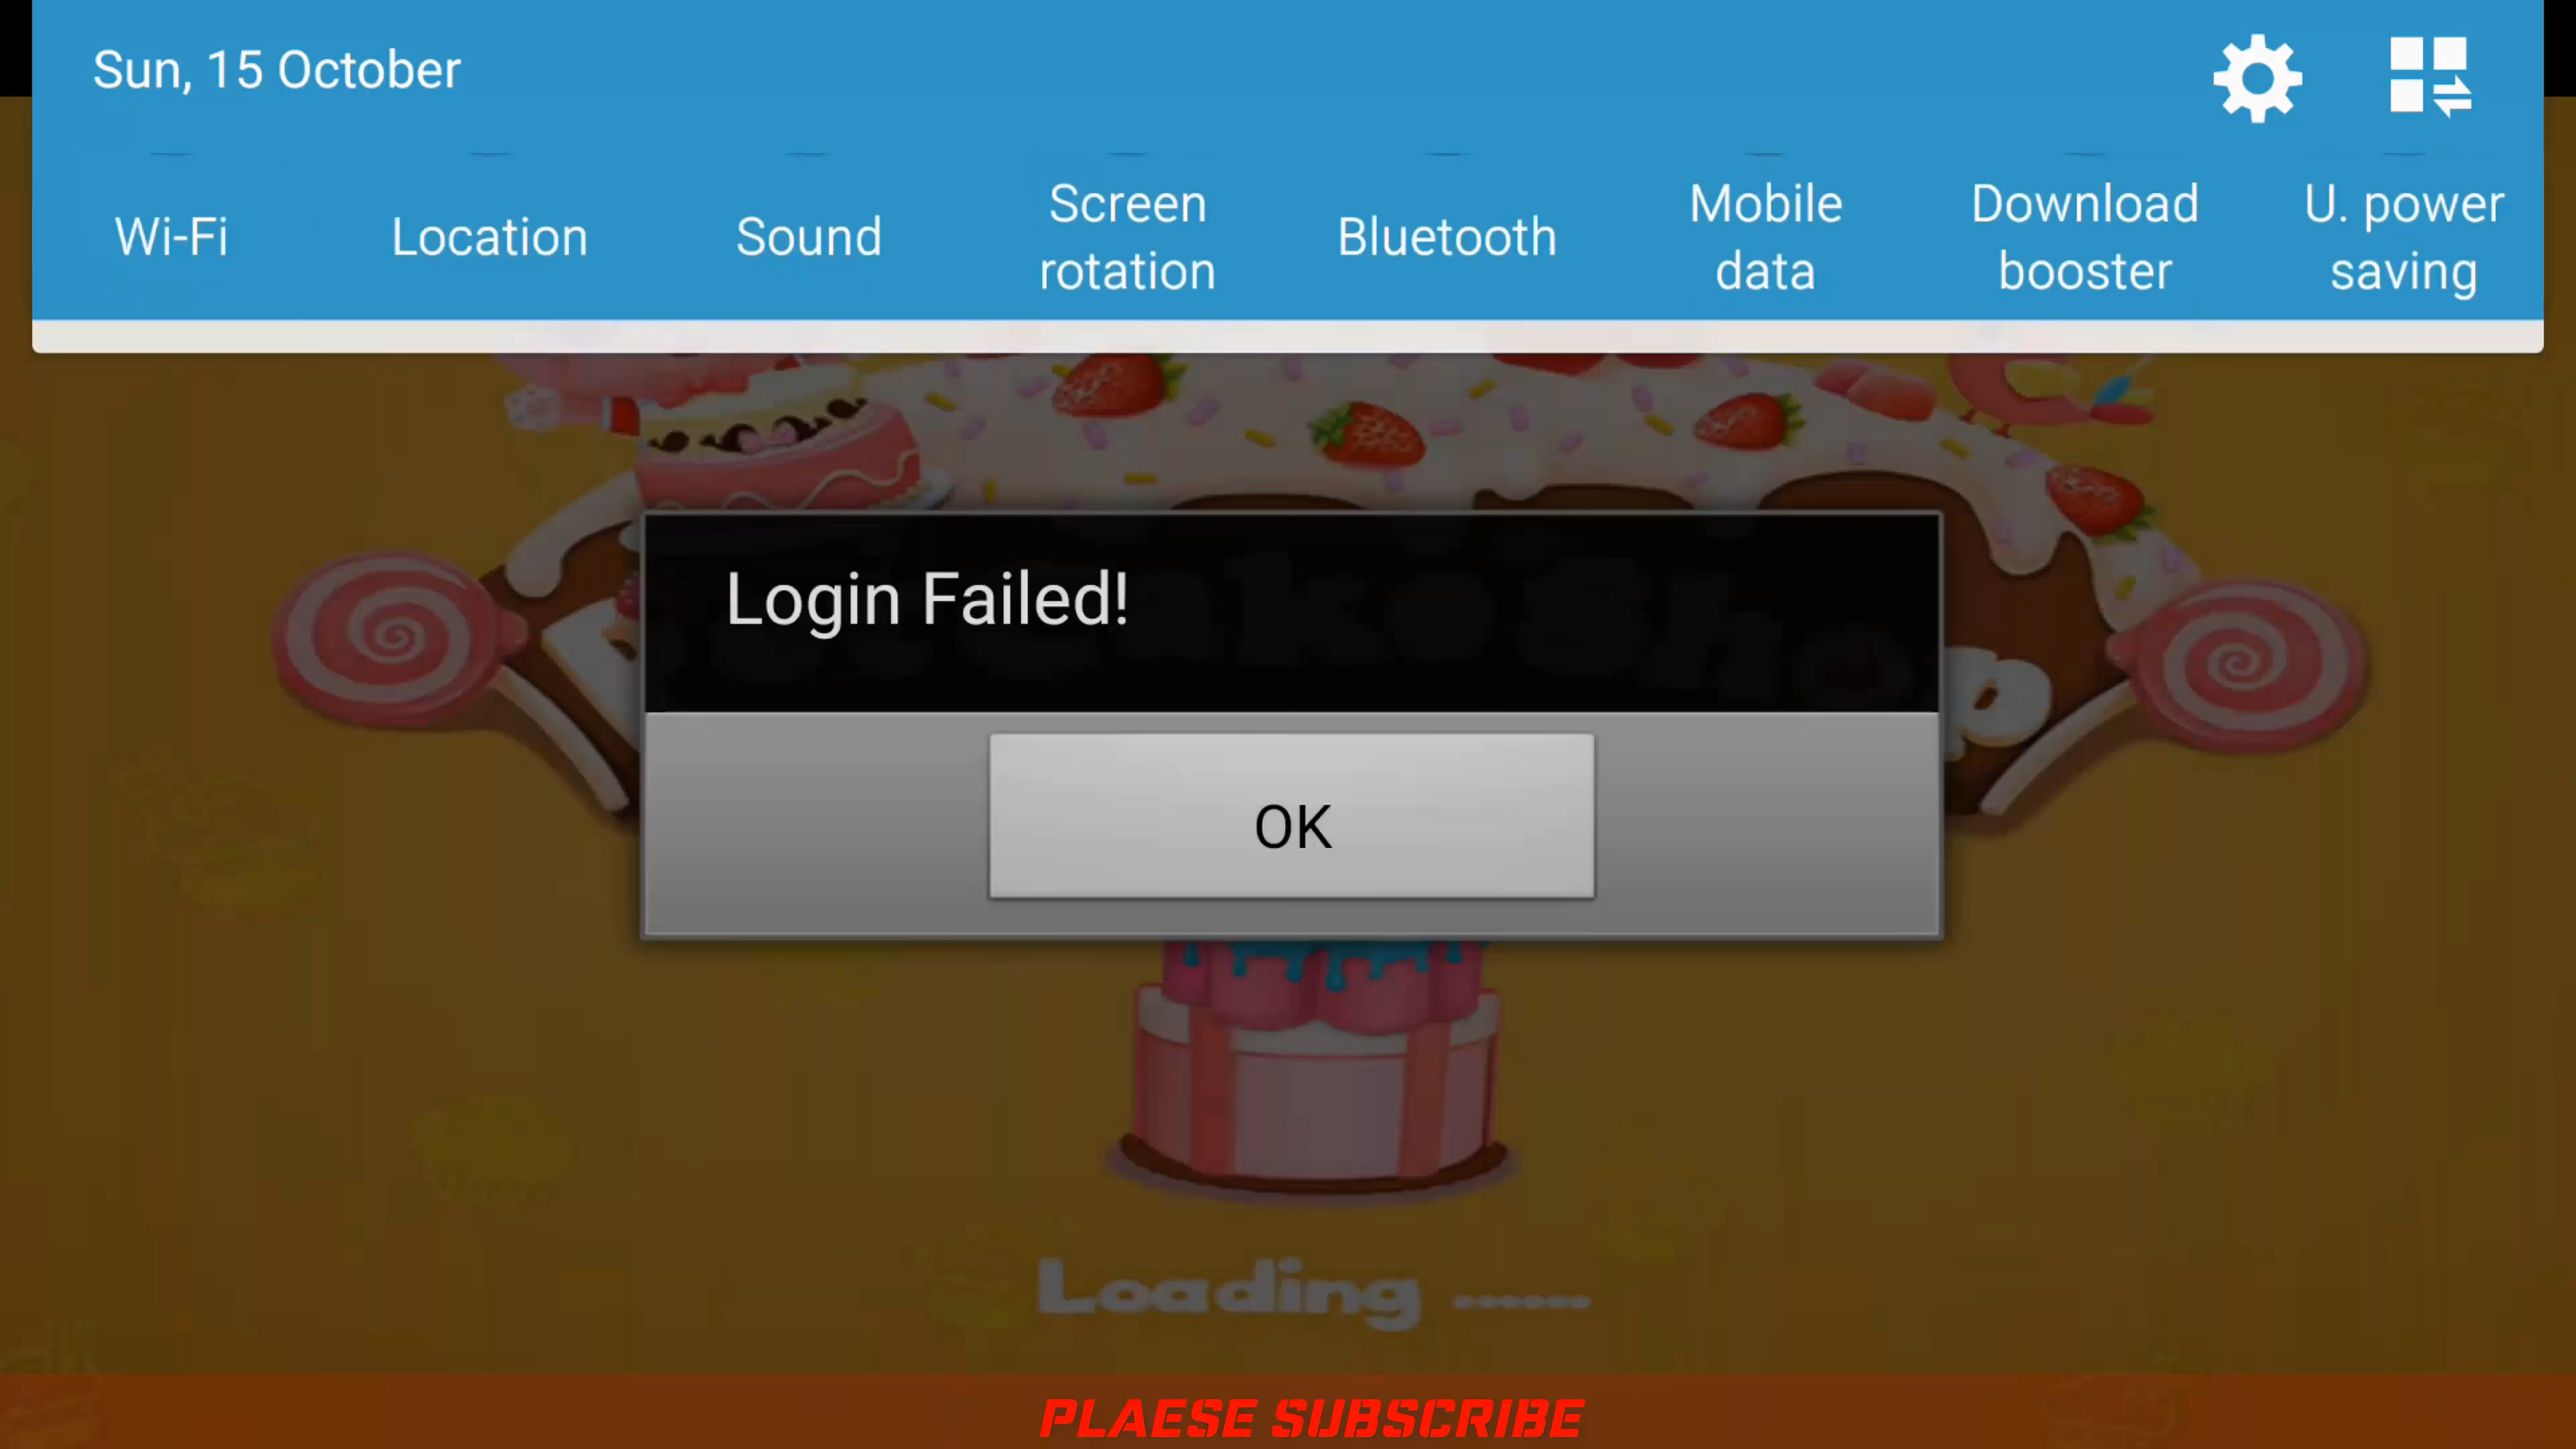 Sun, 15 October
Wi-Fi
Location
Sound
Screen
rotation
Bluetooth
Mobile
data
Download
booster
U. power
saving
Login Failed!
OK
Loading ······
PLAESE SUBSCRIBE